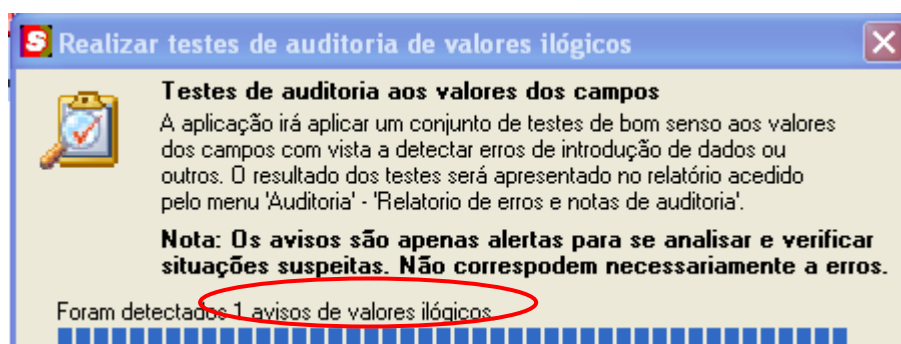 S Realizar testes de auditoria de valores ilógicos
Testes de auditoria aos valores dos campos
A aplicação irá aplicar um conjunto de testes de bom senso aos valores
dos campos com vista a detectar erros de introdução de dados ou
outros. O resultado dos testes será apresentado no relatório acedido
pelo menu 'Auditoria' - 'Relatorio de erros e notas de auditoria'.
Nota: Os avisos são apenas alertas para se analisar e verificar
situações suspeitas. Não correspodem necessariamente a erros.
Foram detectados 1 avisos de valores ilógicos